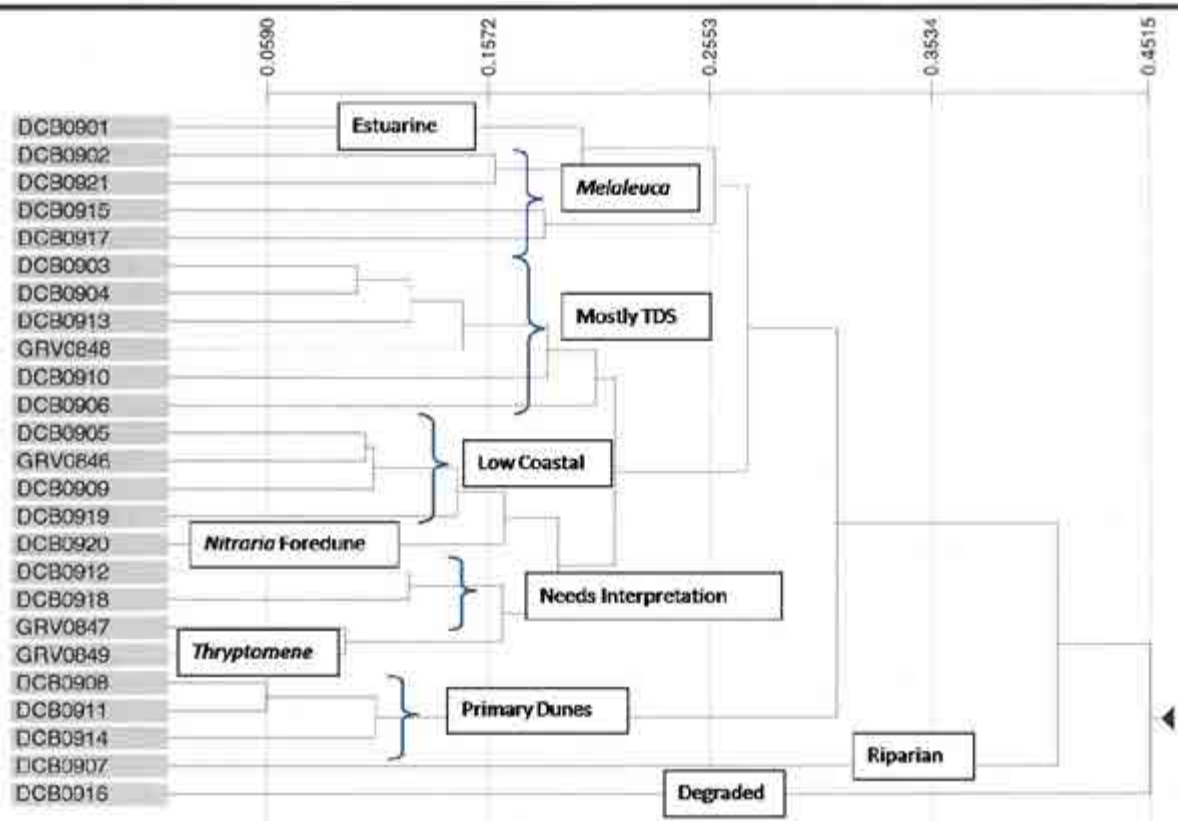 0.0590
0.1572
0.2553
0.3534
0.4515
DCB0901
DCB0902
DCB0921
DCB0915
DCB0917
DCB0903
DCB0904
DCB0913
GRV0848
DCB0910
DCB0906
DCB0905
GRV0846
DCB0909
DCB0919
DCB0920
DCB0912
DCB0918
GRV0847
GRV0849
DCB0908
DCB0911
DCB0914
DCB0907
DCB0016
Estuarine
Melaleuca
Mostly TDS
Low Coastal
Nitraria Foredune
Needs Interpretation
Thryptomene
Primary Dunes
Riparian
Degraded